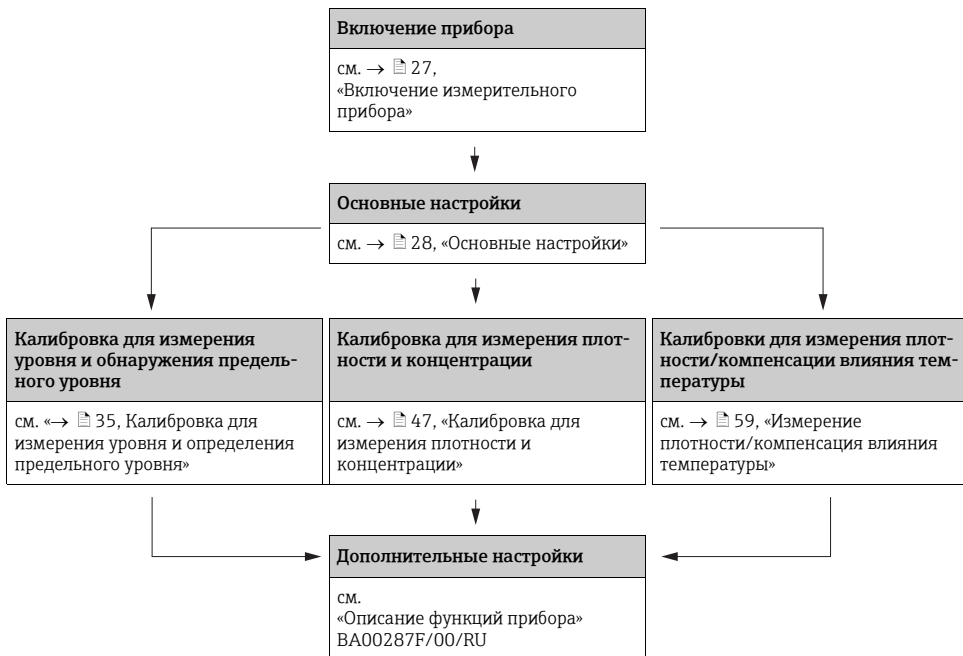 Включение прибора
см. → 27,
«Включение измерительного
прибора»
Основные настройки
см. → 28, «Основные настройки»
Калибровка для измерения
уровня и обнаружения предель-
ного уровня
см. «→ 35, Калибровка для
измерения уровня и определения
предельного уровня»
Калибровка для измерения плот-
ности и концентрации
см. → 47, «Калибровка для
измерения плотности и
концентрации»
Калибровки для измерения плот-
ности/компенсации влияния тем-
пературы
см. → 59, «Измерение
плотности/компенсация влияния
температуры»
Дополнительные настройки
см.
«Описание функций прибора»
BA00287F/00/RU